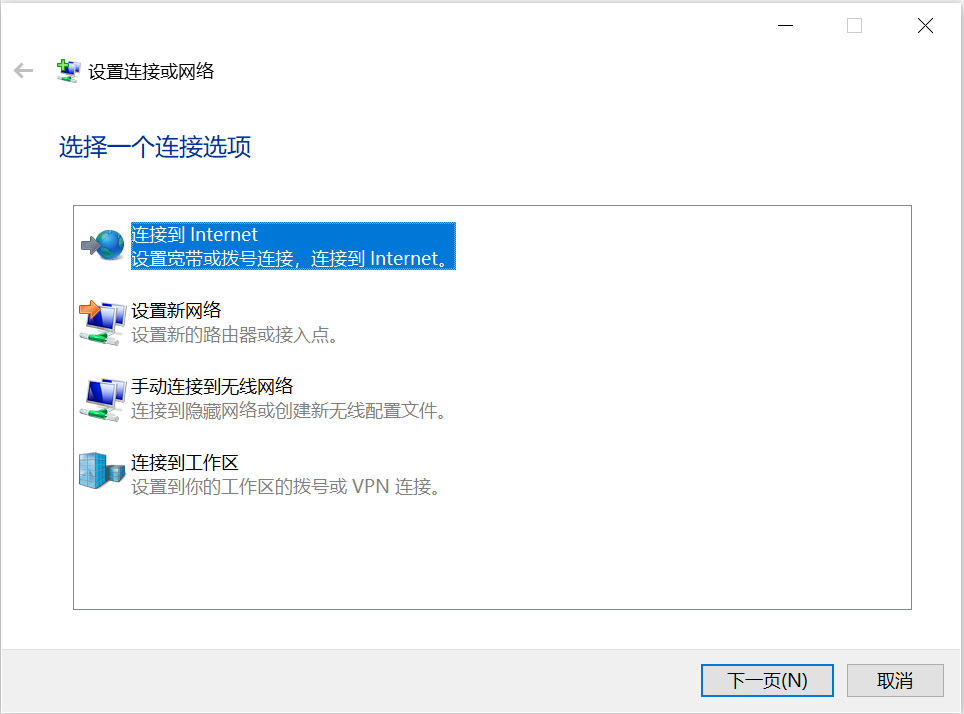 设置连接或网络
选择一个连接选项
连接到 Internet
设置宽带或拨号连接，连接到 Internet。
设置新网络
设置新的路由器或接入点。
手动连接到无线网络
连接到隐藏网络或创建新无线配置文件。
连接到工作区
设置到你的工作区的拨号或 VPN 连接。
下一页(N)
取消